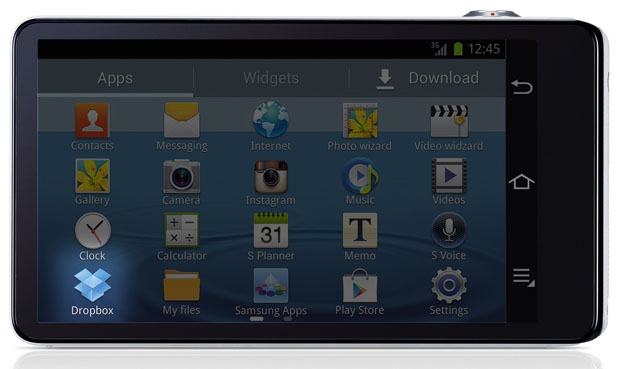 3G 12:45
Apps Widgets Download
Contacts Messaging Internet Photo wizard Video widzard
Gallery Camera Instagram Music Videos
Clock Calculator S Planner Memo S Voice
31
T
Dropbox My files Samsung Apps Play Store Settings